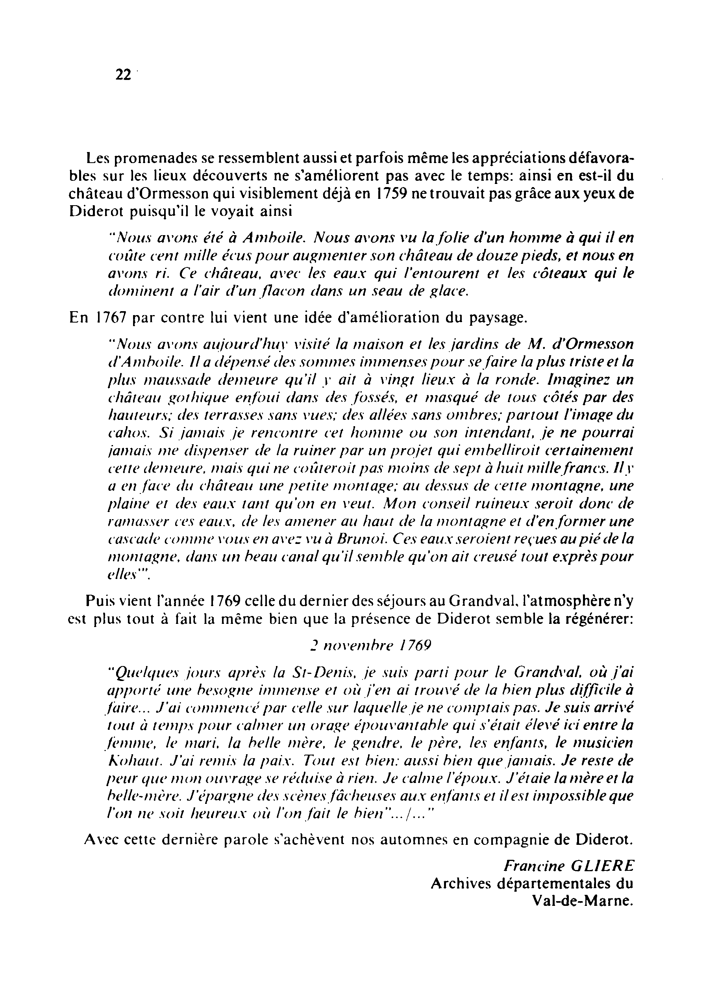 22
Les promenades se ressemblent aussi et parfois même les appréciations défavora-
bles sur les lieux découverts ne s'améliorent pas avec le temps: ainsi en est-il du
château d'Ormesson qui visiblement déjà en 1759 ne trouvait pas grâce aux yeux de
Diderot puisqu'il le voyait ainsi
"Nous avons été à Amboile. Nous avons vu la folie d'un homme à qui il en
coûte cent mille écus pour augmenter son château de douze pieds, et nous en
avons ri. Ce château, avec les eaux qui l'entourent et les côteaux qui le
dominent a l'air d'un flacon dans un seau de glace.
En 1767 par contre lui vient une idée d'amélioration du paysage.
"Nous avons aujourd'huy visité la maison et les jardins de M. d'Ormesson
d'Amboile. Il a dépensé des sommes immenses pour se faire la plus triste et la
plus maussade demeure qu'il y ait à vingt lieux à la ronde. Imaginez un
château gothique enfoui dans des fossés, et masqué de tous côtés par des
hauteurs; des terrasses sans vues; des allées sans ombres; partout l'image du
cahos. Si jamais je rencontre cet homme ou son intendant, je ne pourrai
jamais me dispenser de la ruiner par un projet qui embelliroit certainement
cette demeure, mais qui ne coûteroit pas moins de sept à huit mille francs. Il y
a en face du château une petite montage; au dessus de cette montagne, une
plaine et des eaux tant qu'on en veut. Mon conseil ruineux seroit donc de
ramasser ces eaux, de les amener au haut de la montagne et d'en former une
cascade comme vous en avez vu à Brunoi. Ces eaux seroient reçues au pié de la
montagne, dans un beau canal qu'il semble qu'on ait creusé tout exprès pour
elles'".
Puis vient l'année 1769 celle du dernier des séjours au Grandval, l'atmosphère n'y
est plus tout à fait la même bien que la présence de Diderot semble la régénérer:
2 novembre 1769
"Quelques jours après la St-Denis, je suis parti pour le Grandval, où j'ai
apporté une besogne immense et où j'en ai trouvé de la bien plus difficile à
faire... J'ai commencé par celle sur laquelle je ne comptais pas. Je suis arrivé
tout à temps pour calmer un orage épouvantable qui s'était élevé ici entre la
femme, le mari, la belle mère, le gendre, le père, les enfants, le musicien
Kohaut. J'ai remis la paix. Tout est bien: aussi bien que jamais. Je reste de
peur que mon ouvrage se réduise à rien. Je calme l'époux. J'étaie la mère et la
belle-mère. J'épargne des scènes fâcheuses aux enfants et il est impossible que
l'on ne soit heureux où l'on fait le bien".../..."
Avec cette dernière parole s'achèvent nos automnes en compagnie de Diderot.
Francine GLIERE
Archives départementales du
Val-de-Marne.